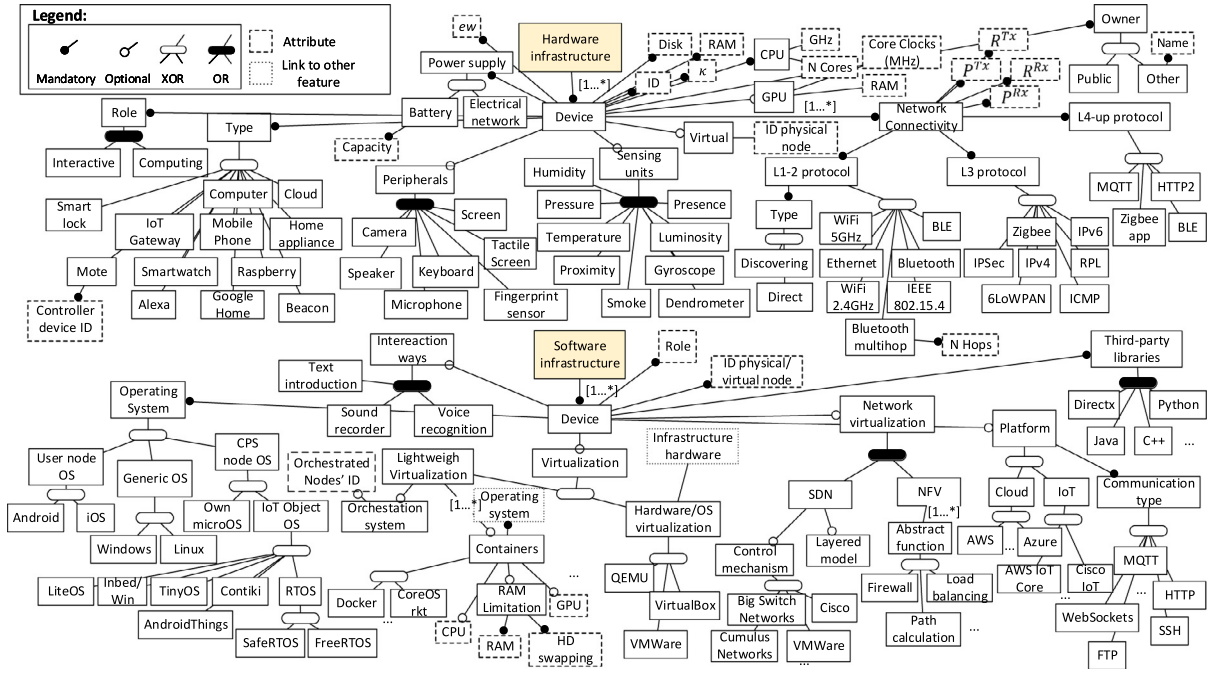 Legend:
Mandatory
Optional
XOR
OR
Attribute
Link to other
feature
ew
Hardware
infrastructure
[1...*]
Power supply
Battery
Electrical
network
Capacity
Device
Disk
RAM
ID
κ
CPU
GHz
N Cores
GPU
Core Clocks
(MHz)
RAM
[1...*]
Owner
Public
Other
Name
R^Tx
P^Tx
R^Rx
P^Rx
Network
Connectivity
L4-up protocol
MQTT
HTTP2
Zigbee
app
BLE
Role
Interactive
Computing
Type
Computer
Cloud
Smart
lock
IoT
Gateway
Mobile
Phone
Home
appliance
Mote
Smartwatch
Raspberry
Alexa
Google
Home
Beacon
Controller
device ID
Peripherals
Camera
Screen
Tactile
Screen
Speaker
Keyboard
Microphone
Fingerprint
sensor
Virtual
ID physical
node
Sensing
units
Humidity
Pressure
Presence
Temperature
Luminosity
Proximity
Gyroscope
Smoke
Dendrometer
L1-2 protocol
Type
Discovering
Direct
WiFi
5GHz
BLE
Ethernet
Bluetooth
WiFi
2.4GHz
IEEE
802.15.4
Bluetooth
multihop
N Hops
L3 protocol
Zigbee
IPv6
IPSec
IPv4
RPL
6LoWPAN
ICMP
Software
infrastructure
[1...*]
Role
ID physical/
virtual node
Intereaction
ways
Text
introduction
Sound
recorder
Voice
recognition
Device
Third-party
libraries
Directx
Python
Java
C++
...
Operating
System
User node
OS
Android
iOS
Generic OS
Windows
Linux
CPS
node OS
Own
microOS
IoT Object
OS
LiteOS
Inbed/
Win
TinyOS
Contiki
RTOS
AndroidThings
SafeRTOS
FreeRTOS
Virtualization
Lightweigh
Virtualization
Orchestrated
Nodes' ID
Orchestation
system
[1...*]
Operating
system
Containers
Docker
CoreOS
rkt
...
RAM
Limitation
GPU
...
CPU
RAM
HD
swapping
Infrastructure
hardware
Hardware/OS
virtualization
QEMU
VirtualBox
VMWare
Network
virtualization
SDN
Control
mechanism
Layered
model
Big Switch
Networks
Cisco
Cumulus
Networks
VMWare
...
NFV
[1...*]
Abstract
function
Firewall
Load
balancing
Path
calculation
...
Platform
Cloud
AWS
...
Azure
IoT
AWS IoT
Core
Cisco
IoT
...
Communication
type
MQTT
...
HTTP
WebSockets
SSH
FTP
...